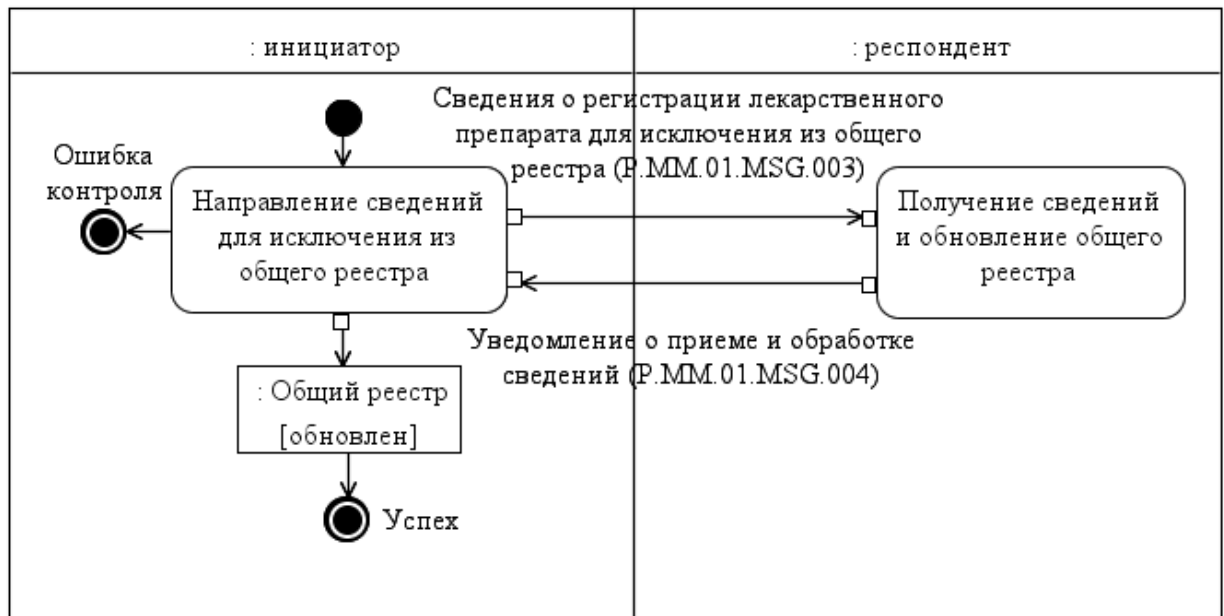 : инициатор
: респондент
Сведения о регистрации лекарственного
препарата для исключения из общего
реестра (P.MM.01.MSG.003)
Ошибка
контроля
Направление сведений
для исключения из
общего реестра
Получение сведений
и обновление общего
реестра
Уведомление о приеме и обработке
сведений (P.MM.01.MSG.004)
: Общий реестр
[обновлен]
Успех